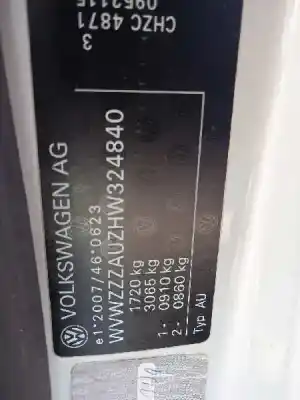 VOLKSWAGEN AG
e1*2007/46*0623
WVWZZZAUZHW324840
1720 kg
3065 kg
1- 0910 kg
2- 0860 kg
Typ AU
3
CHZC 4871
0952115